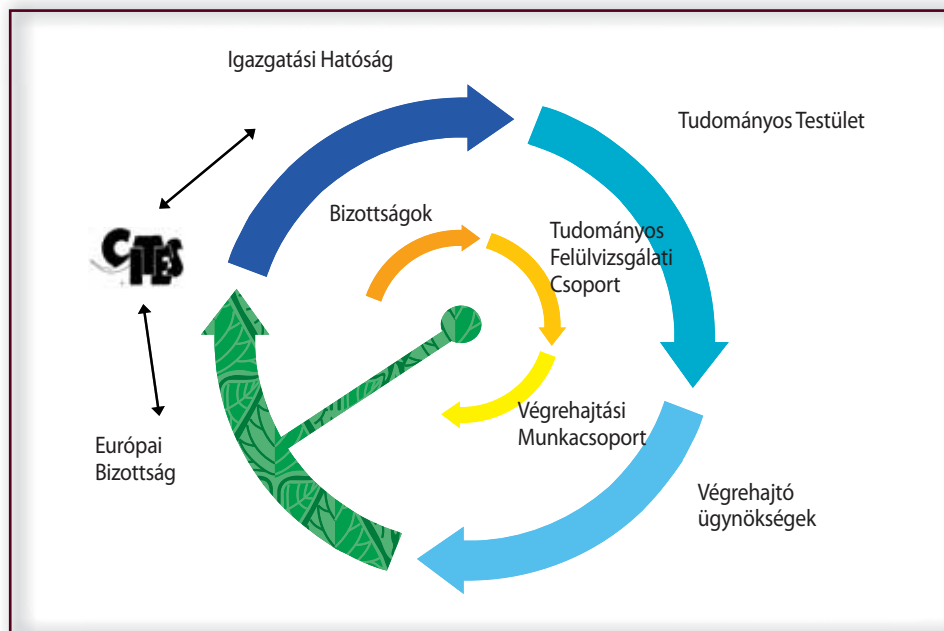 Igazgatási Hatóság
Tudományos Testület
Bizottságok
Tudományos
Felülvizsgálati
Csoport
CITES
Végrehajtási
Munkacsoport
Európai
Bizottság
Végrehajtó
ügynökségek